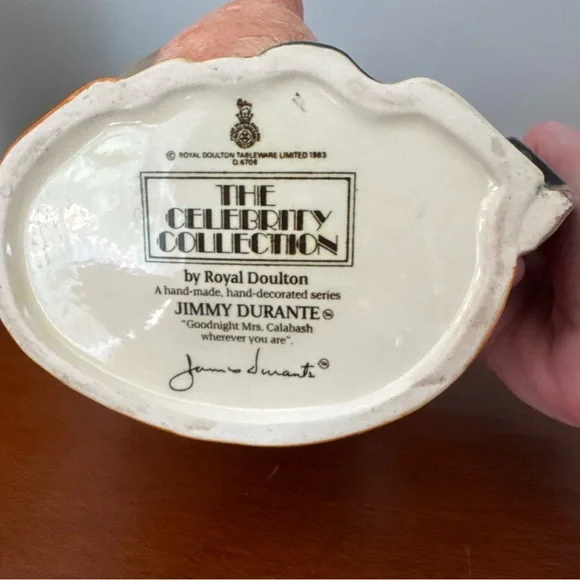 © ROYAL DOULTON TABLEWARE LIMITED 1983
D.6708
THE
CELEBRITY
COLLECTION
by Royal Doulton
A hand-made, hand-decorated series
JIMMY DURANTE
"Goodnight Mrs. Calabash
wherever you are".
James Durante